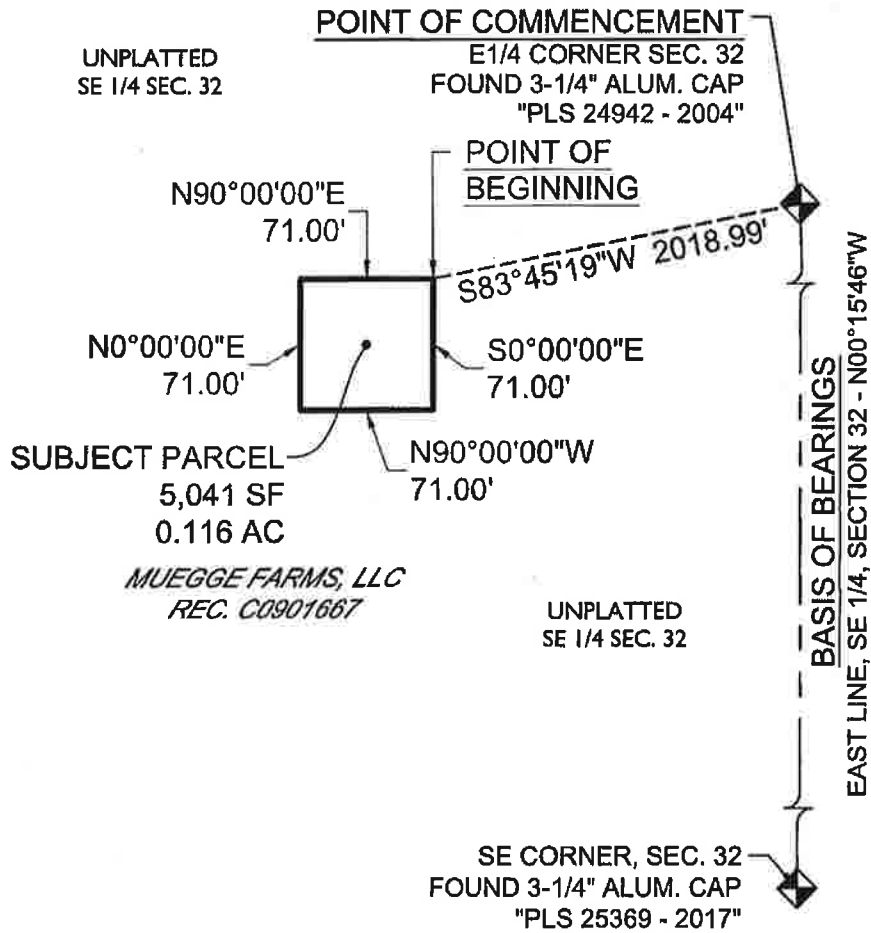 POINT OF COMMENCEMENT
E1/4 CORNER SEC. 32
FOUND 3-1/4" ALUM. CAP
"PLS 24942 - 2004"
UNPLATTED
SE 1/4 SEC. 32
POINT OF
BEGINNING
N90°00'00"E
71.00'
S83°45'19"W 2018.99'
N0°00'00"E
71.00'
S0°00'00"E
71.00'
N90°00'00"W
71.00'
SUBJECT PARCEL
5,041 SF
0.116 AC
MUEGGE FARMS, LLC
REC. C0901667
UNPLATTED
SE 1/4 SEC. 32
BASIS OF BEARINGS
EAST LINE, SE 1/4, SECTION 32 - N00°15'46"W
SE CORNER, SEC. 32
FOUND 3-1/4" ALUM. CAP
"PLS 25369 - 2017"